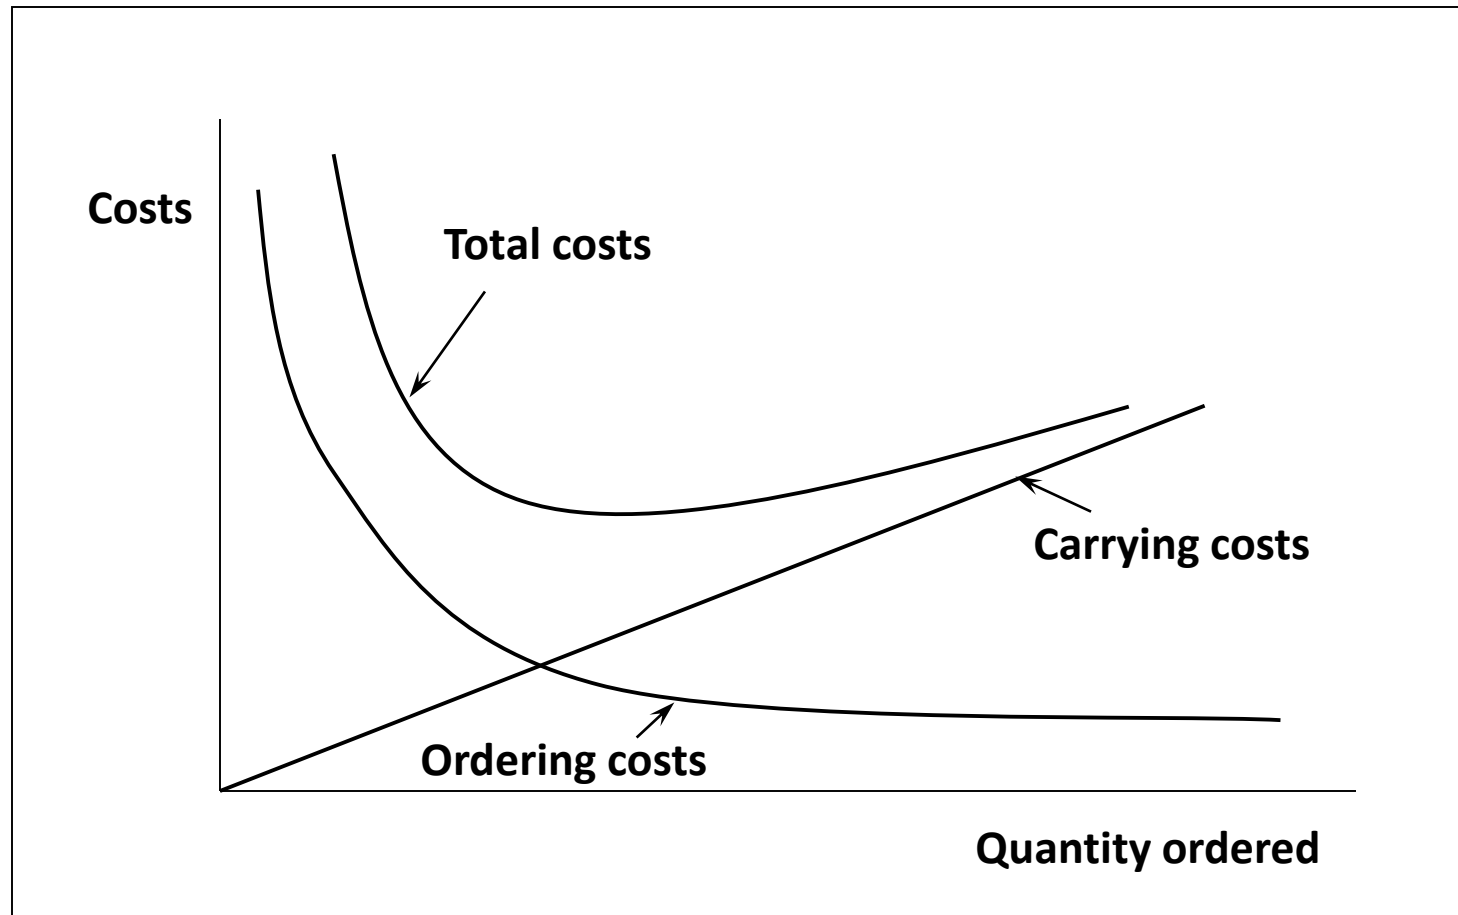 Costs
Total costs
Carrying costs
Ordering costs
Quantity ordered